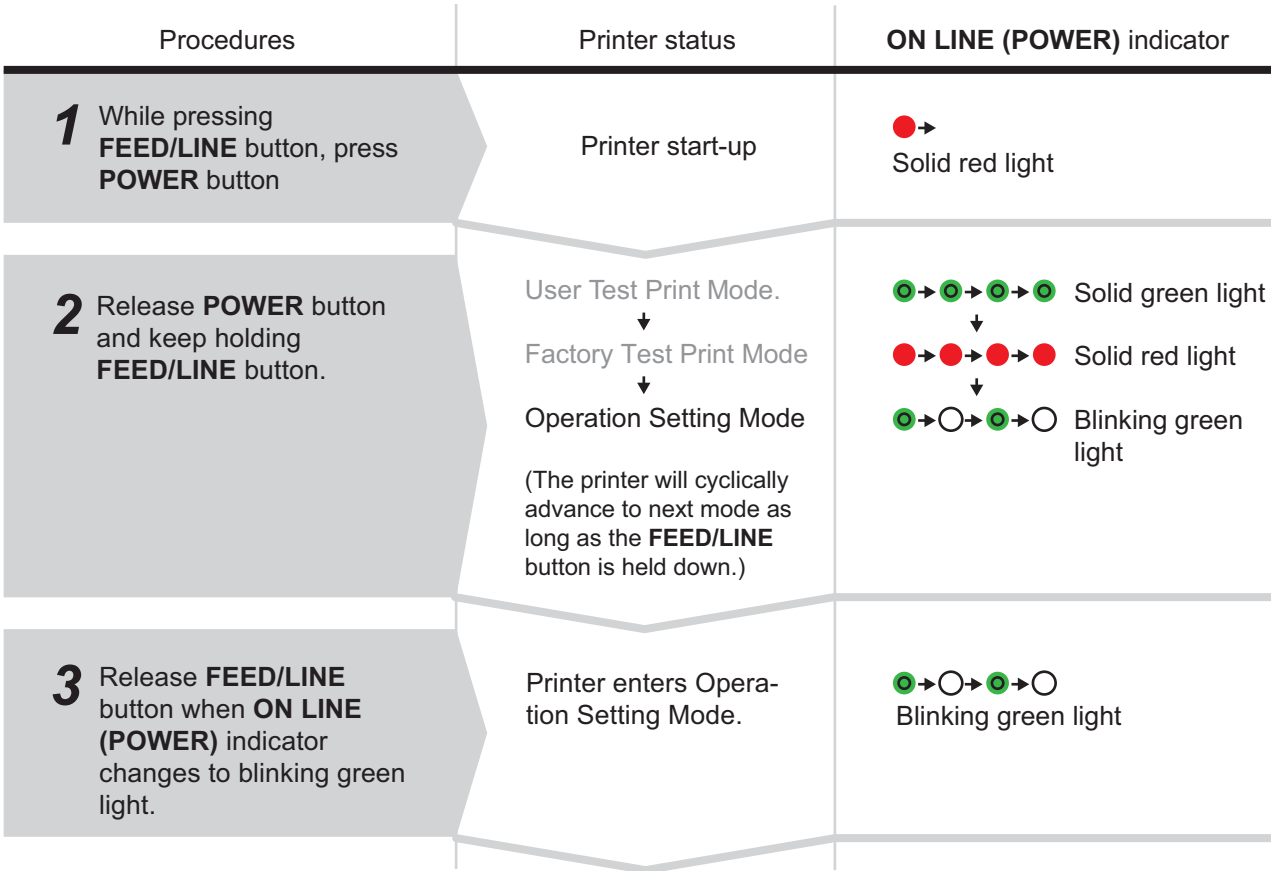 Procedures
Printer status
ON LINE (POWER) indicator
1
While pressing
FEED/LINE button, press
POWER button
Printer start-up
Solid red light
2
Release POWER button
and keep holding
FEED/LINE button.
User Test Print Mode.
Factory Test Print Mode
Operation Setting Mode
(The printer will cyclically
advance to next mode as
long as the FEED/LINE
button is held down.)
Solid green light
Solid red light
Blinking green
light
3
Release FEED/LINE
button when ON LINE
(POWER) indicator
changes to blinking green
light.
Printer enters Opera-
tion Setting Mode.
Blinking green light